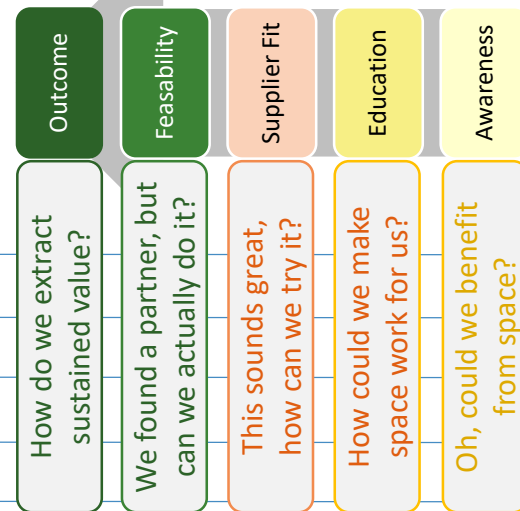 How do we extract
sustained value?
Outcome
We found a partner, but
can we actually do it?
Feasability
This sounds great,
how can we try it?
Supplier Fit
How could we make
space work for us?
Education
Oh, could we benefit
from space?
Awareness